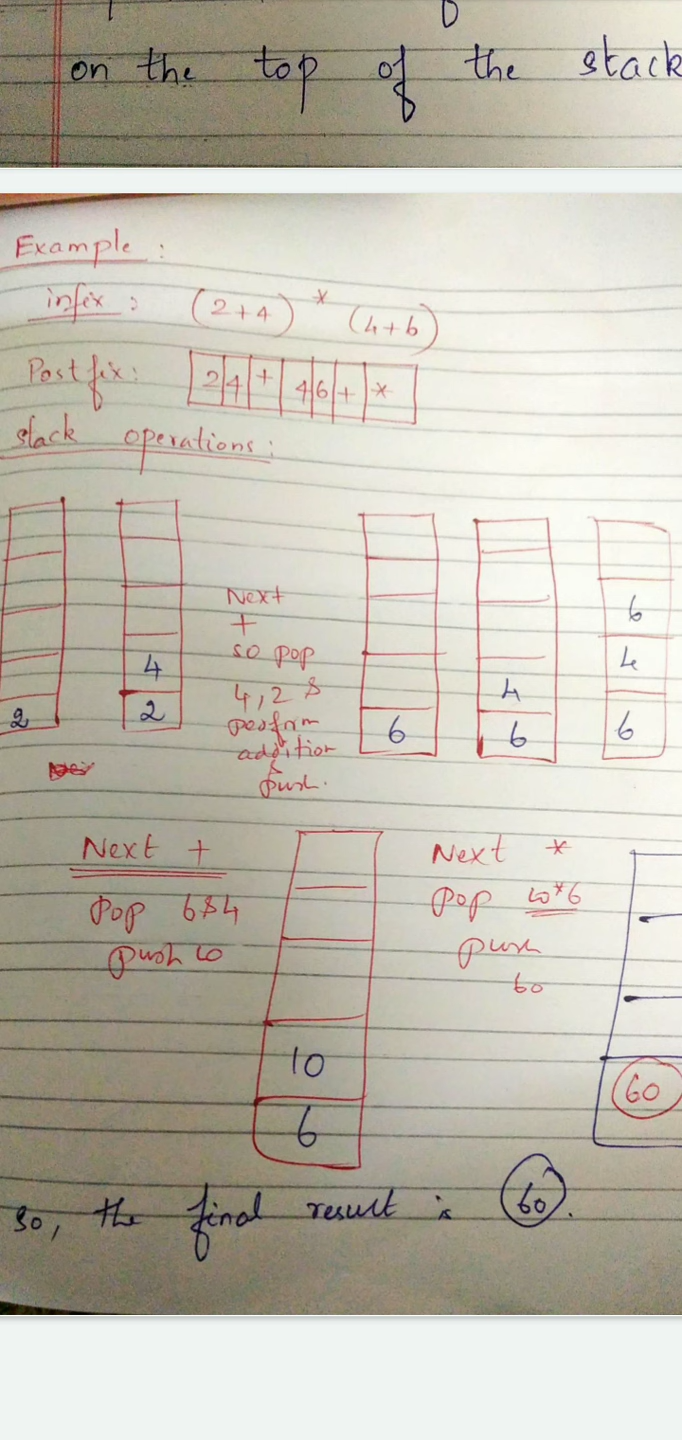 on the top of the stack
Example :
infix : (2+4) * (4+6)
Postfix: 2 4 + 4 6 + *
stack operations :
2
4
2
Next
+
so pop
4, 2 &
perform
addition
&
push.
6
4
6
6
4
6
Next +
Pop 6 & 4
push 10
10
6
Next *
pop 10*6
push
60
60
so, the final result is 60.